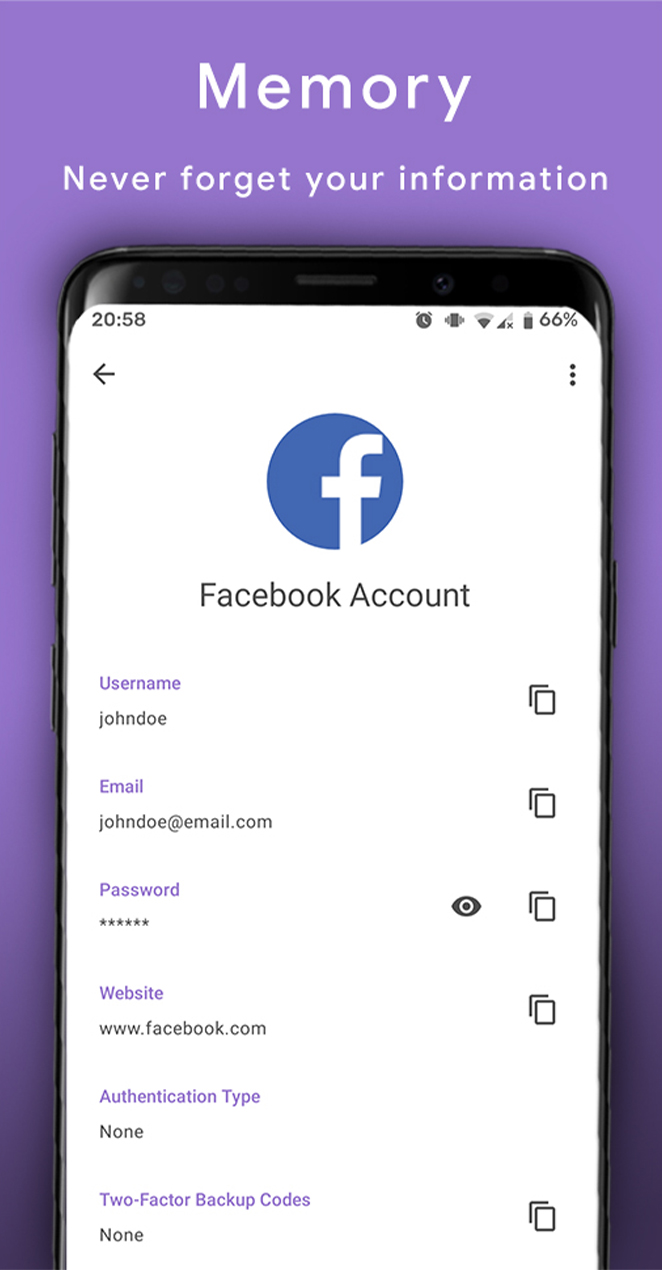 Memory
Never forget your information
20:58
66%
Facebook Account
Username
johndoe
Email
johndoe@email.com
Password
******
Website
www.facebook.com
Authentication Type
None
Two-Factor Backup Codes
None